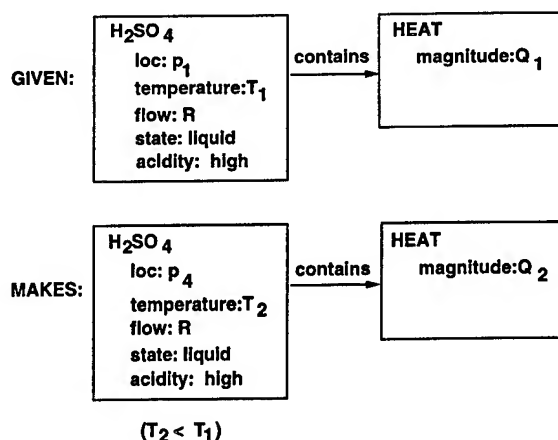 GIVEN:
H₂SO₄
loc: p₁
temperature:T₁
flow: R
state: liquid
acidity: high
contains
HEAT
magnitude:Q₁
MAKES:
H₂SO₄
loc: p₄
temperature:T₂
flow: R
state: liquid
acidity: high
contains
HEAT
magnitude:Q₂
(T₂ < T₁)